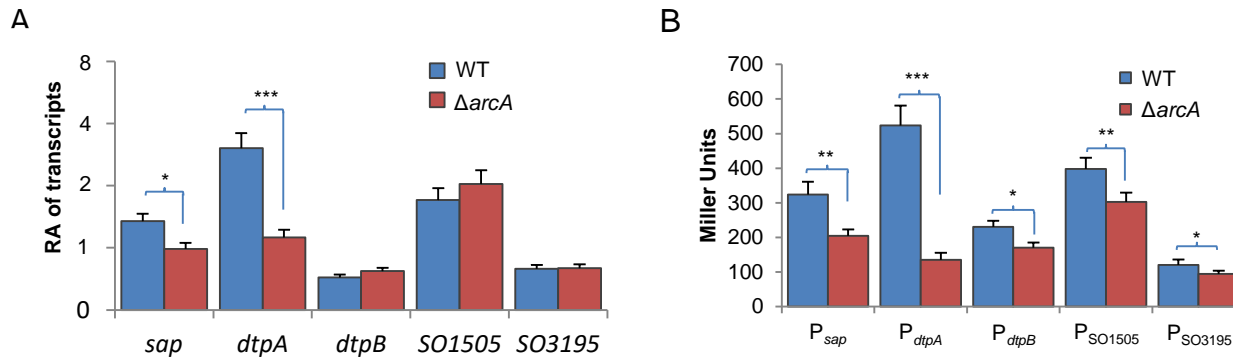 A
RA of transcripts
8
4
2
1
0
WT
ΔarcA
*
***
sap
dtpA
dtpB
SO1505
SO3195
B
Miller Units
700
600
500
400
300
200
100
0
WT
ΔarcA
**
***
*
**
*
Psap
PdtpA
PdtpB
PSO1505
PSO3195